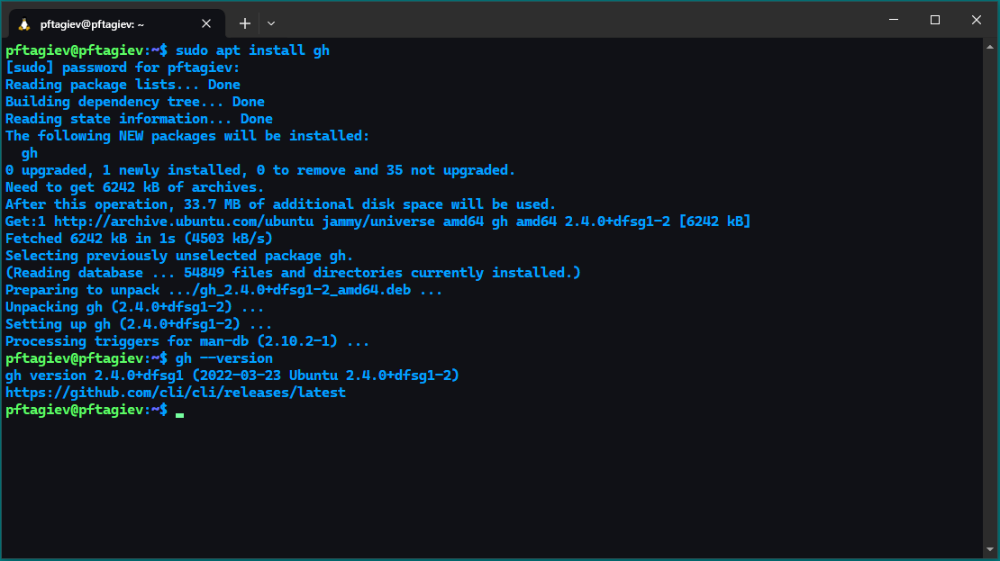 pftagiev@pftagiev: ~
pftagiev@pftagiev:~$ sudo apt install gh
[sudo] password for pftagiev:
Reading package lists... Done
Building dependency tree... Done
Reading state information... Done
The following NEW packages will be installed:
  gh
0 upgraded, 1 newly installed, 0 to remove and 35 not upgraded.
Need to get 6242 kB of archives.
After this operation, 33.7 MB of additional disk space will be used.
Get:1 http://archive.ubuntu.com/ubuntu jammy/universe amd64 gh amd64 2.4.0+dfsg1-2 [6242 kB]
Fetched 6242 kB in 1s (4503 kB/s)
Selecting previously unselected package gh.
(Reading database ... 54849 files and directories currently installed.)
Preparing to unpack .../gh_2.4.0+dfsg1-2_amd64.deb ...
Unpacking gh (2.4.0+dfsg1-2) ...
Setting up gh (2.4.0+dfsg1-2) ...
Processing triggers for man-db (2.10.2-1) ...
pftagiev@pftagiev:~$ gh --version
gh version 2.4.0+dfsg1 (2022-03-23 Ubuntu 2.4.0+dfsg1-2)
https://github.com/cli/cli/releases/latest
pftagiev@pftagiev:~$